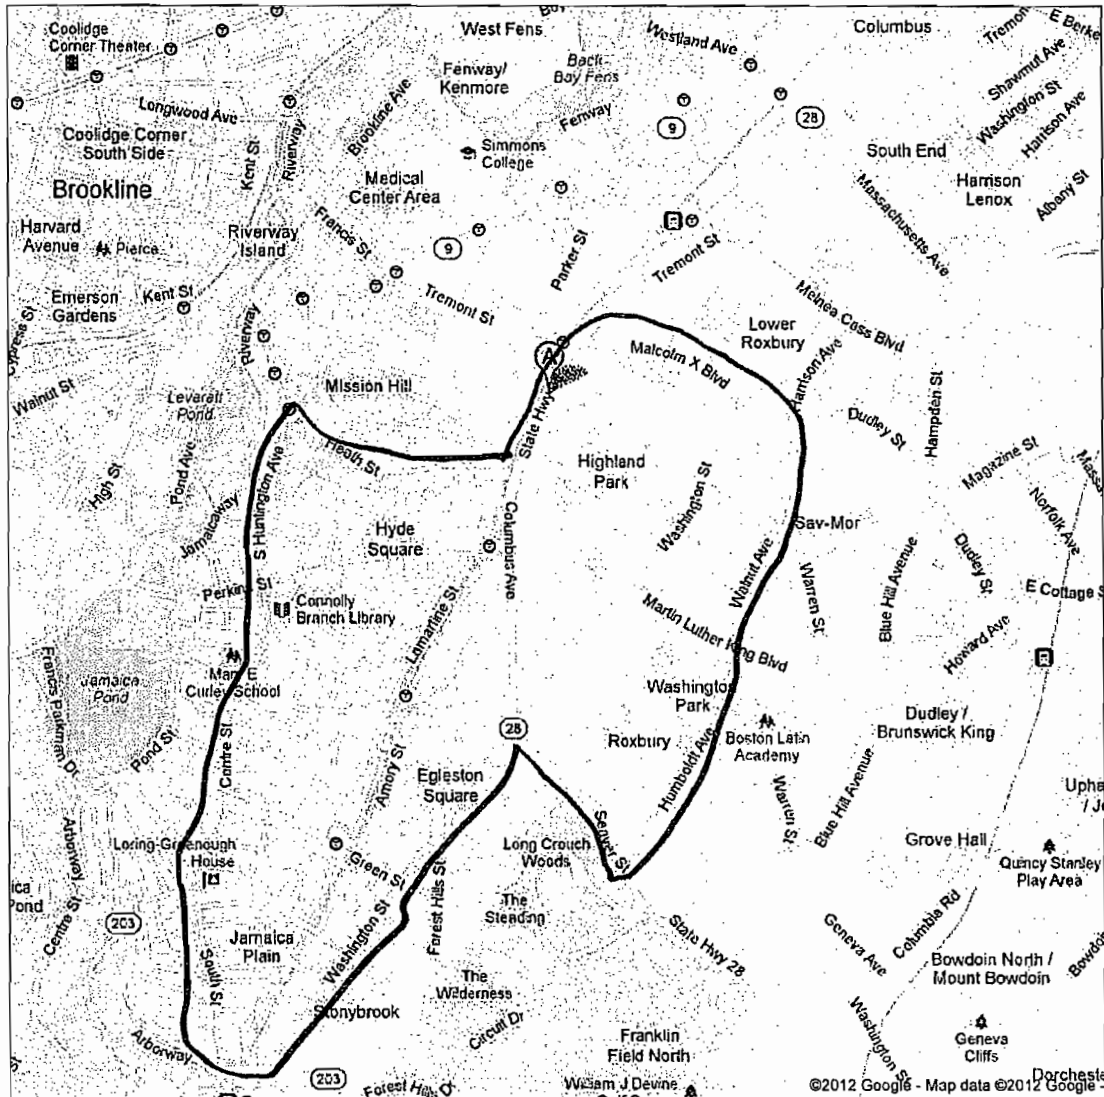 Coolidge
Corner Theater
West Fens
Westland Ave
Columbus
Tremon
E Berke
Shawmut Ave
Washington St
Harrison Ave
Back
Bay Fens
Fenway/
Kenmore
Fenway
9
28
Longwood Ave
Brookline Ave
Coolidge Corner
South Side
Kent St
Riverway
Simmons
College
South End
Harrison
Lenox
Albany St
Massachusetts Ave
Brookline
Medical
Center Area
Harvard
Avenue
Pierce
Riverway
Island
Francis St
9
Parker St
Tremont St
Emerson
Gardens
Kent St
Tremont St
Melnea Cass Blvd
Cypress St
Riverway
Lower
Roxbury
Malcolm X Blvd
Harrison Ave
A
State Hwy
Walnut St
Leverett
Pond
Mission Hill
Heath St
Highland
Park
Dudley St
Hampden St
Magazine St
Massa
High St
Pond Ave
Jamaicaway
S Huntington Ave
Hyde
Square
Columbus Ave
Washington St
Sav-Mor
Norfolk Ave
Dudley St
E Cottage S
Perkins St
Connolly
Branch Library
Lamartine St
Walnut Ave
Warren St
Blue Hill Avenue
Howard Ave
Martin Luther King Blvd
Francis Parkman Dr
Jamaica
Pond
Mary E
Curley School
Washington
Park
Pond St
Centre St
28
Roxbury
Humboldt Ave
Boston Latin
Academy
Dudley /
Brunswick King
Amory St
Egleston
Square
Warren St
Blue Hill Avenue
Upha
/ J
Arborway
Loring-Greenough
House
Green St
Long Crouch
Woods
Seaver St
Grove Hall
Quincy Stanley
Play Area
ica
Pond
Centre St
203
Forest Hills St
The
Steading
Jamaica
Plain
Washington St
State Hwy 28
Geneva Ave
Columbia Rd
Bowdoin North /
Mount Bowdoin
Bowdoi
South St
The
Wilderness
Stonybrook
Circuit Dr
Washington St
Geneva
Cliffs
Arborway
Franklin
Field North
203
Forest Hills D
William J Devine
Dorcheste
©2012 Google - Map data ©2012 Google -